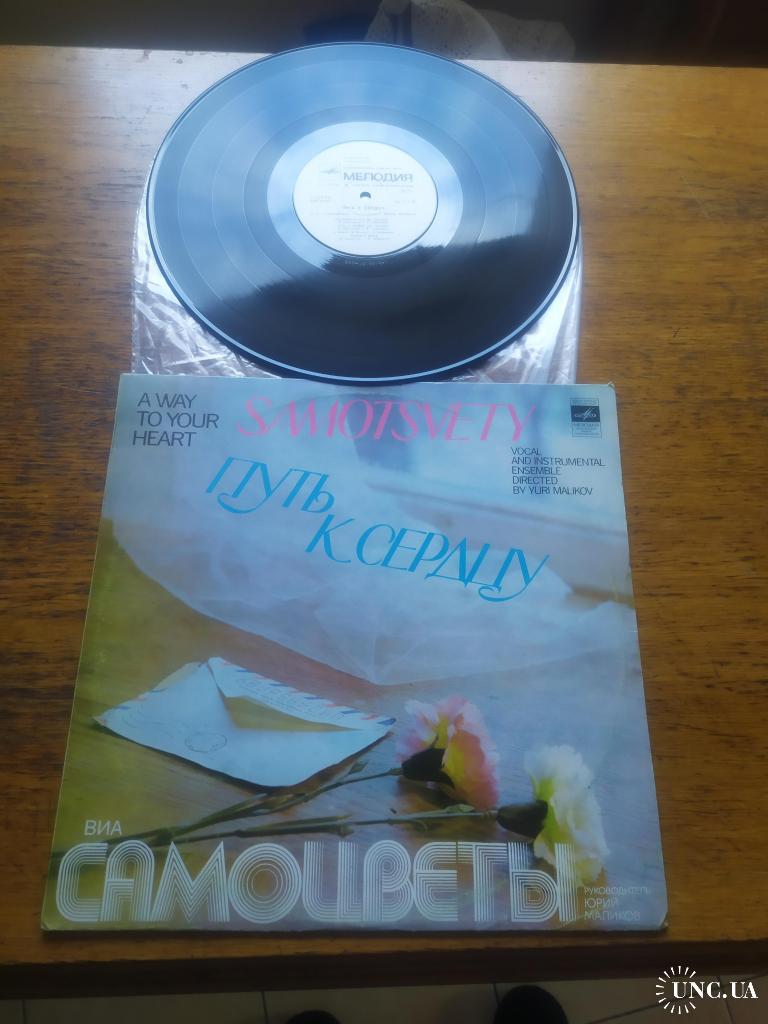 МЕЛОДИЯ
A WAY
TO YOUR
HEART
SAMOTSVETY
VOCAL
AND INSTRUMENTAL
ENSEMBLE
DIRECTED
BY YURI MALIKOV
ПУТЬ
К СЕРДЦУ
ВИА
САМОЦВЕТЫ
РУКОВОДИТЕЛЬ
ЮРИЙ
МАЛИКОВ
UNC.UA